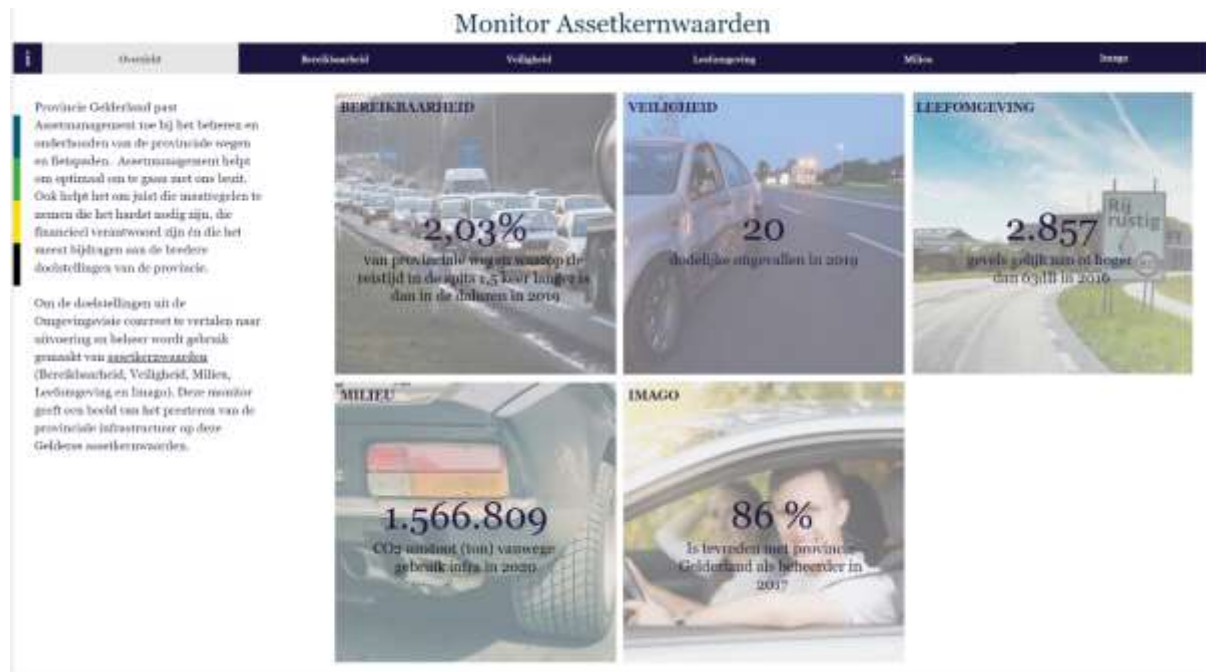 Monitor Assetkernwaarden
i
Overzicht
Bereikbaarheid
Veiligheid
Leefomgeving
Milieu
Imago
Provincie Gelderland past
Assetmanagement toe bij het beheren en
onderhouden van de provinciale wegen
en fietspaden. Assetmanagement helpt
om optimaal om te gaan met ons bezit.
Ook helpt het om juist die maatregelen te
nemen die het hardst nodig zijn, die
financieel verantwoord zijn én die het
meest bijdragen aan de bredere
doelstellingen van de provincie.
Om de doelstellingen uit de
Omgevingsvisie concreet te vertalen naar
uitvoering en beheer wordt gebruik
gemaakt van assetkernwaarden
(Bereikbaarheid, Veiligheid, Milieu,
Leefomgeving en Imago). Deze monitor
geeft een beeld van het presteren van de
provinciale infrastructuur op deze
Gelderse assetkernwaarden.
BEREIKBAARHEID
2,03%
van provinciale wegen waarop de
reistijd in de spits 1,5 keer langer is
dan in de daluren in 2019
VEILIGHEID
20
dodelijke ongevallen in 2019
LEEFOMGEVING
Rij
rustig
2.857
gevels gelijk aan of hoger
dan 63dB in 2016
MILIEU
1.566.809
CO2 uitstoot (ton) vanwege
gebruik infra in 2020
IMAGO
86 %
Is tevreden met provincie
Gelderland als beheerder in
2017